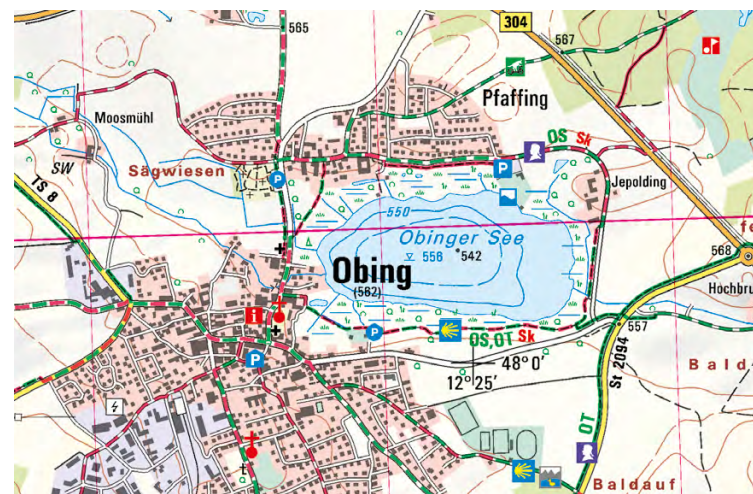 304
565
567
Pfaffing
Moosmühl
OS Sk
SW
Sägwiesen
P
P
Jepolding
TS 8
550
Obinger See
556
542
568
Obing
(562)
Hochbru
i
P
557
OS,OT Sk
48° 0'
12° 25'
St 2094
Bald
P
OT
Baldauf